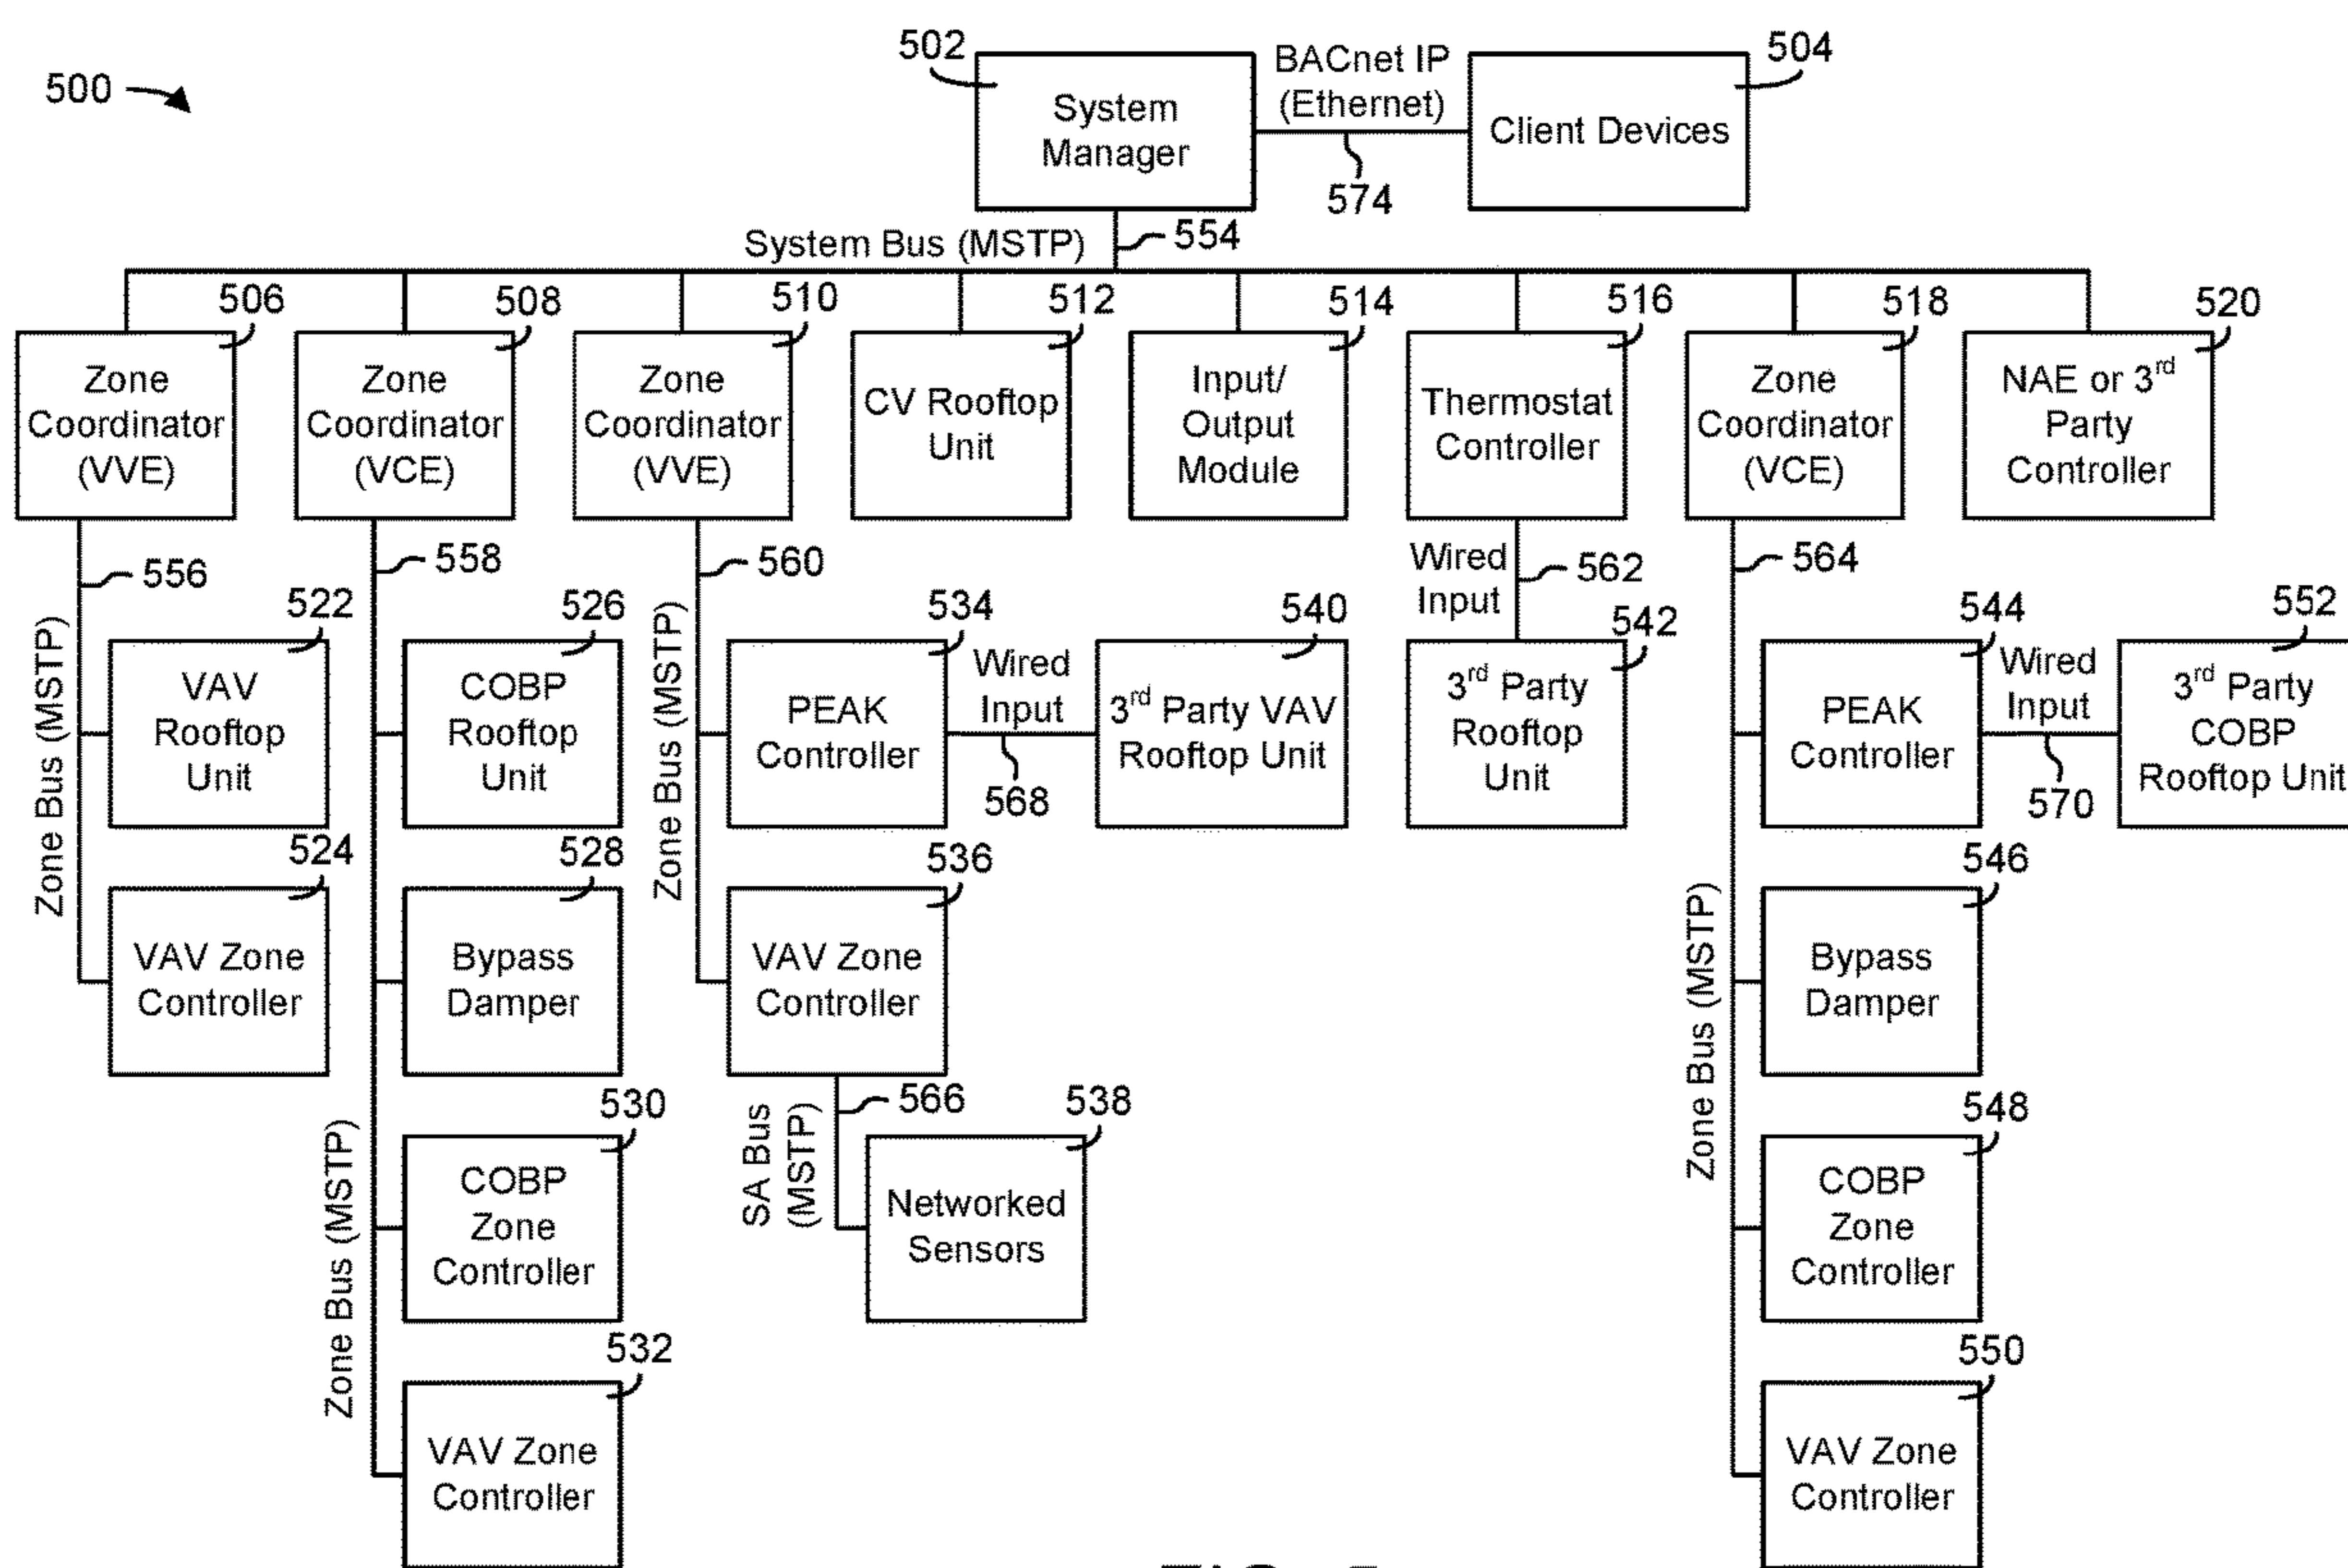 500
502
System
Manager
BACnet IP
(Ethernet)
574
504
Client Devices
System Bus (MSTP)
554
506
Zone
Coordinator
(VVE)
508
Zone
Coordinator
(VCE)
510
Zone
Coordinator
(VVE)
512
CV Rooftop
Unit
514
Input/
Output
Module
516
Thermostat
Controller
518
Zone
Coordinator
(VCE)
520
NAE or 3rd
Party
Controller
556
Zone Bus (MSTP)
522
VAV
Rooftop
Unit
524
VAV Zone
Controller
558
Zone Bus (MSTP)
526
COBP
Rooftop
Unit
528
Bypass
Damper
530
COBP
Zone
Controller
532
VAV Zone
Controller
560
Zone Bus (MSTP)
534
PEAK
Controller
Wired
Input
568
540
3rd Party VAV
Rooftop Unit
536
VAV Zone
Controller
566
SA Bus
(MSTP)
538
Networked
Sensors
Wired
Input
562
542
3rd Party
Rooftop
Unit
564
Zone Bus (MSTP)
544
PEAK
Controller
Wired
Input
570
552
3rd Party
COBP
Rooftop Unit
546
Bypass
Damper
548
COBP
Zone
Controller
550
VAV Zone
Controller